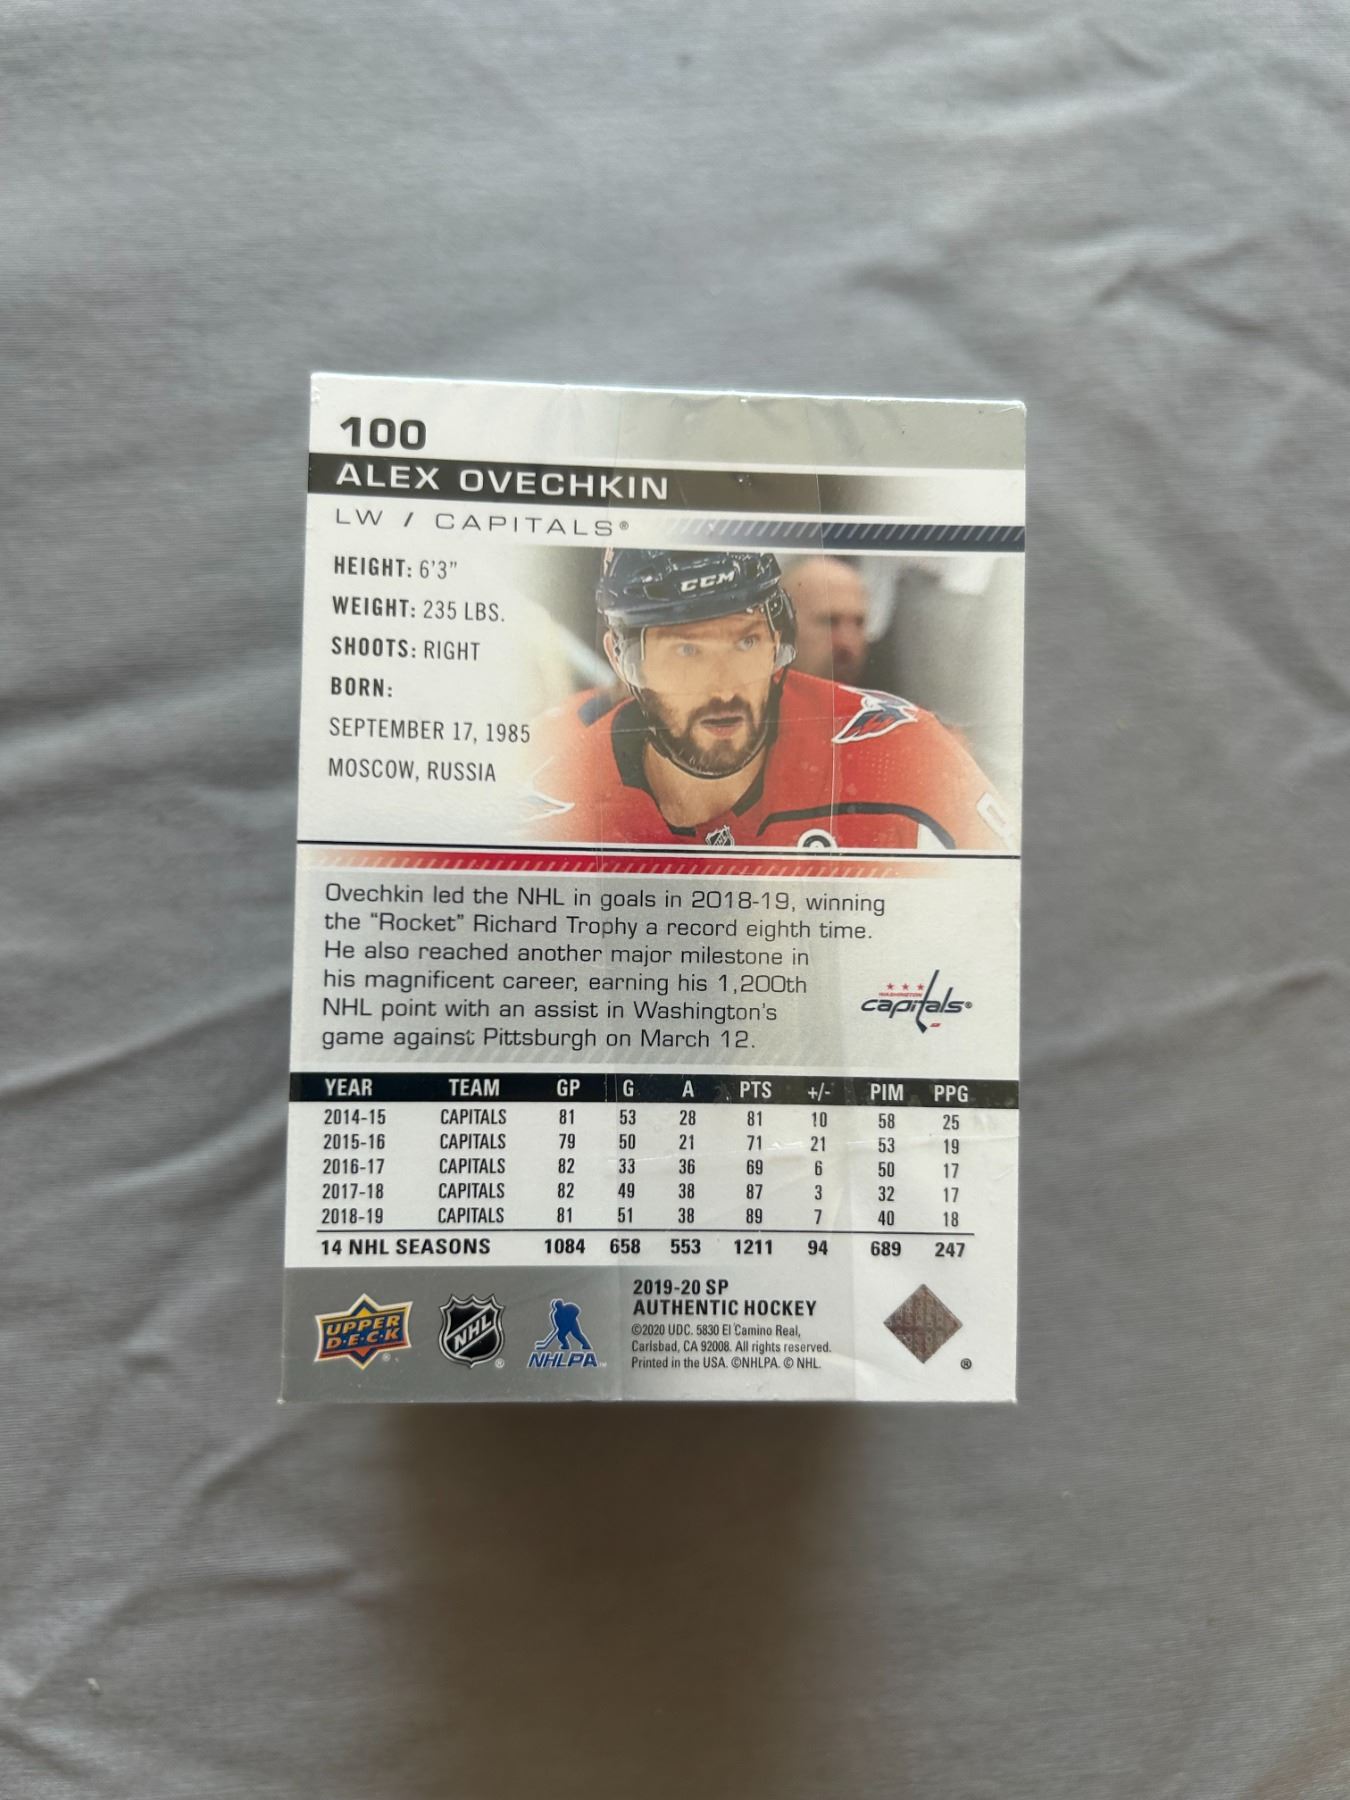 100
ALEX OVECHKIN
LW / CAPITALS®
HEIGHT: 6'3"
WEIGHT: 235 LBS.
SHOOTS: RIGHT
BORN:
SEPTEMBER 17, 1985
MOSCOW, RUSSIA
CCM
Ovechkin led the NHL in goals in 2018-19, winning
the "Rocket" Richard Trophy a record eighth time.
He also reached another major milestone in
his magnificent career, earning his 1,200th
NHL point with an assist in Washington's
game against Pittsburgh on March 12.
WASHINGTON
capitals®
YEAR TEAM GP G A PTS +/- PIM PPG
2014-15 CAPITALS 81 53 28 81 10 58 25
2015-16 CAPITALS 79 50 21 71 21 53 19
2016-17 CAPITALS 82 33 36 69 6 50 17
2017-18 CAPITALS 82 49 38 87 3 32 17
2018-19 CAPITALS 81 51 38 89 7 40 18
14 NHL SEASONS 1084 658 553 1211 94 689 247
UPPER
D·E·C·K
®
NHL
®
NHLPA™
2019-20 SP
AUTHENTIC HOCKEY
©2020 UDC. 5830 El Camino Real,
Carlsbad, CA 92008. All rights reserved.
Printed in the USA. ©NHLPA. © NHL.
®